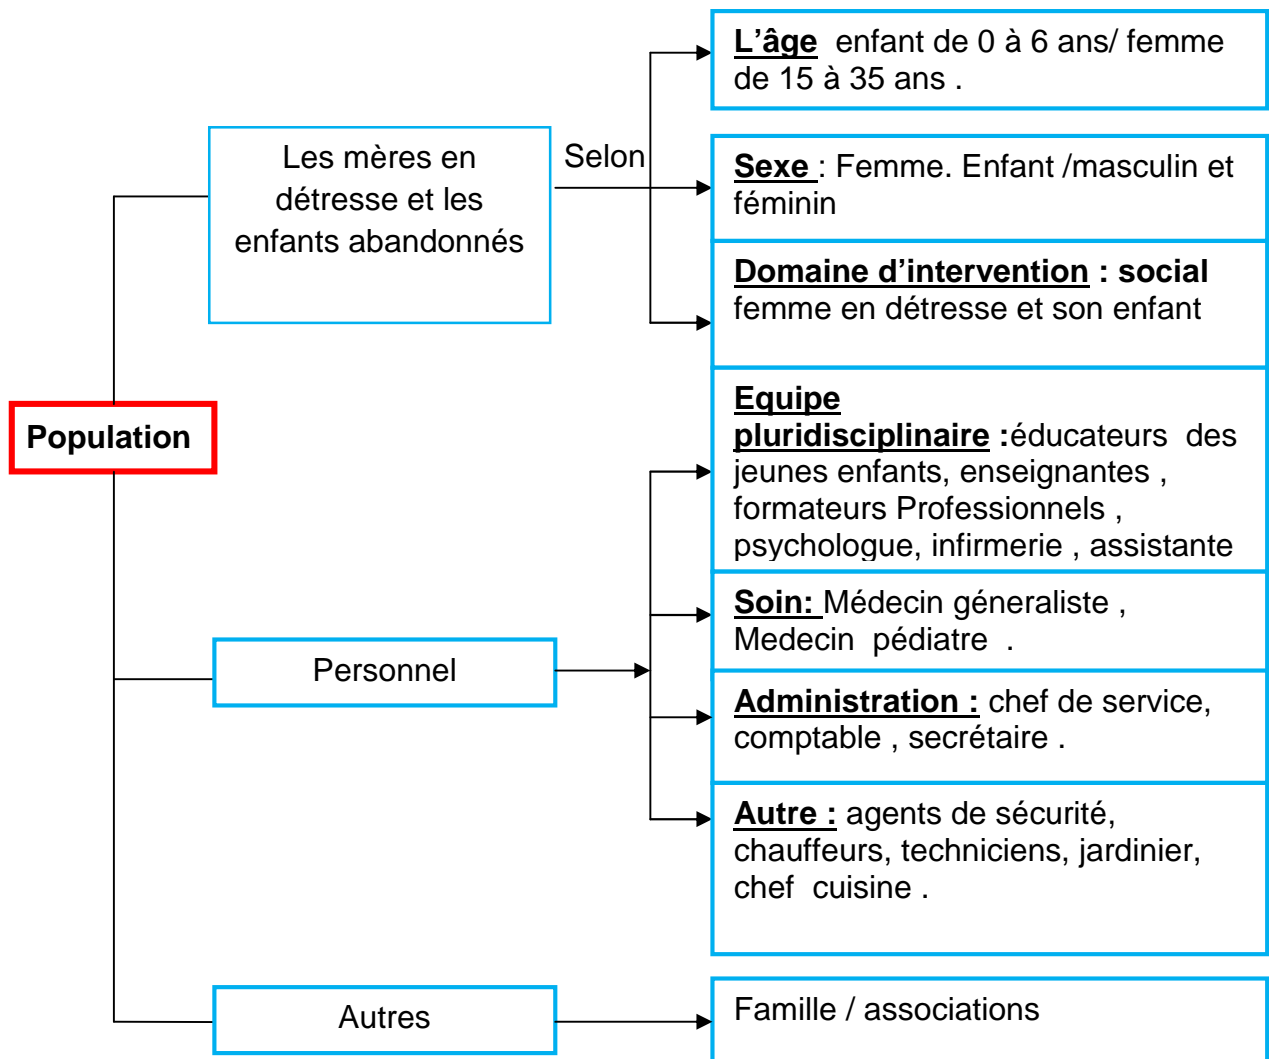 L'âge enfant de 0 à 6 ans/ femme
de 15 à 35 ans .
Les mères en
détresse et les
enfants abandonnés
Selon
Sexe : Femme. Enfant /masculin et
féminin
Domaine d'intervention : social
femme en détresse et son enfant
Population
Equipe
pluridisciplinaire :éducateurs des
jeunes enfants, enseignantes ,
formateurs Professionnels ,
psychologue, infirmerie , assistante
Soin: Médecin géneraliste ,
Medecin pédiatre .
Personnel
Administration : chef de service,
comptable , secrétaire .
Autre : agents de sécurité,
chauffeurs, techniciens, jardinier,
chef cuisine .
Autres
Famille / associations